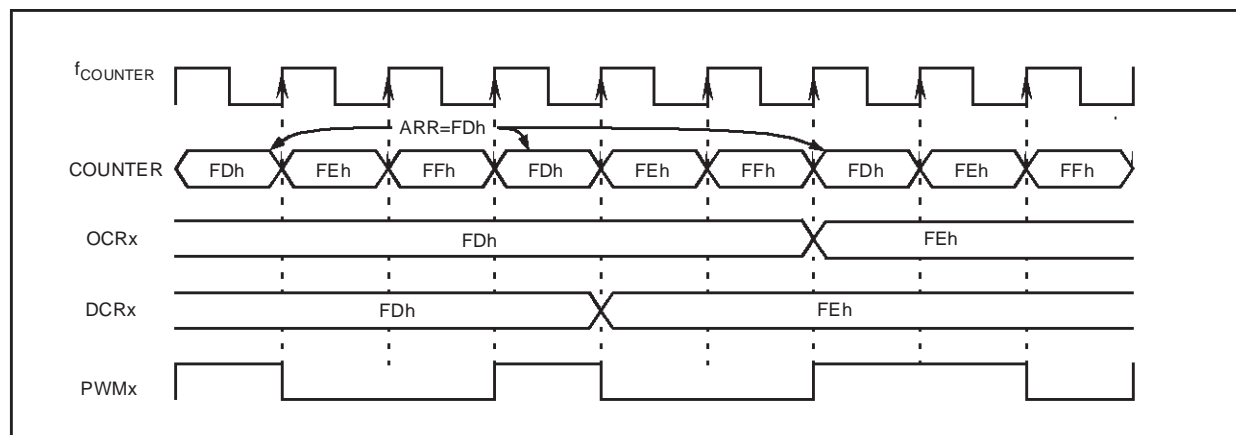 fCOUNTER
ARR=FDh
COUNTER FDh FEh FFh FDh FEh FFh FDh FEh FFh
OCRx FDh FEh
DCRx FDh FEh
PWMx